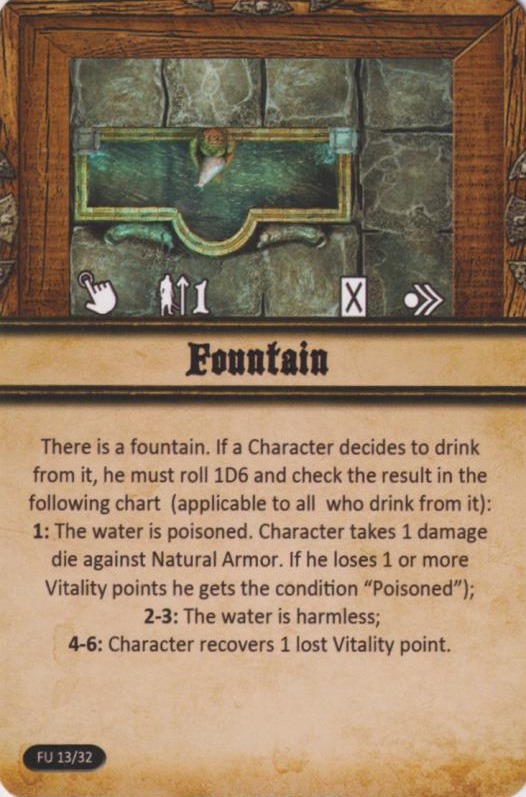 1
X
Fountain
There is a fountain. If a Character decides to drink
from it, he must roll 1D6 and check the result in the
following chart (applicable to all who drink from it):
1: The water is poisoned. Character takes 1 damage
die against Natural Armor. If he loses 1 or more
Vitality points he gets the condition “Poisoned”);
2-3: The water is harmless;
4-6: Character recovers 1 lost Vitality point.
FU 13/32